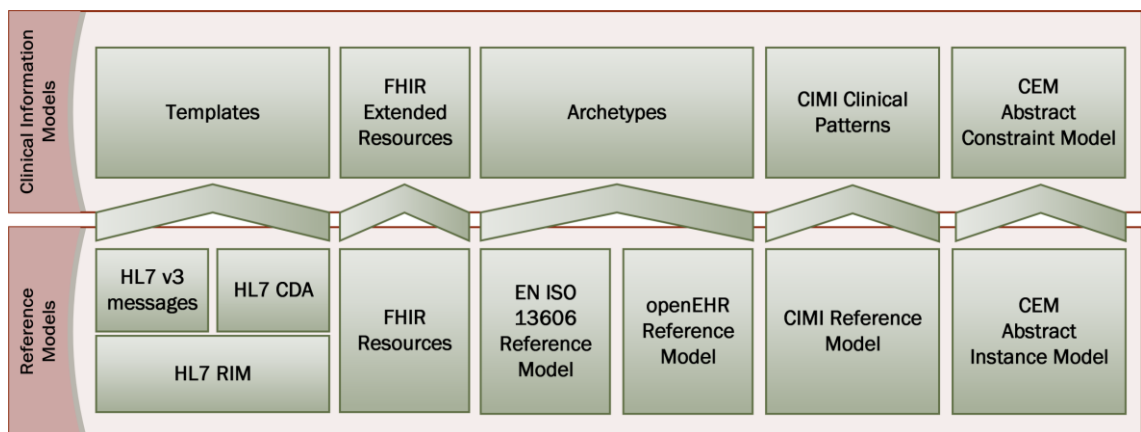 Clinical Information
Models
Templates
FHIR
Extended
Resources
Archetypes
CIMI Clinical
Patterns
CEM
Abstract
Constraint Model
Reference
Models
HL7 v3
messages
HL7 CDA
HL7 RIM
FHIR
Resources
EN ISO
13606
Reference
Model
openEHR
Reference
Model
CIMI Reference
Model
CEM
Abstract
Instance Model